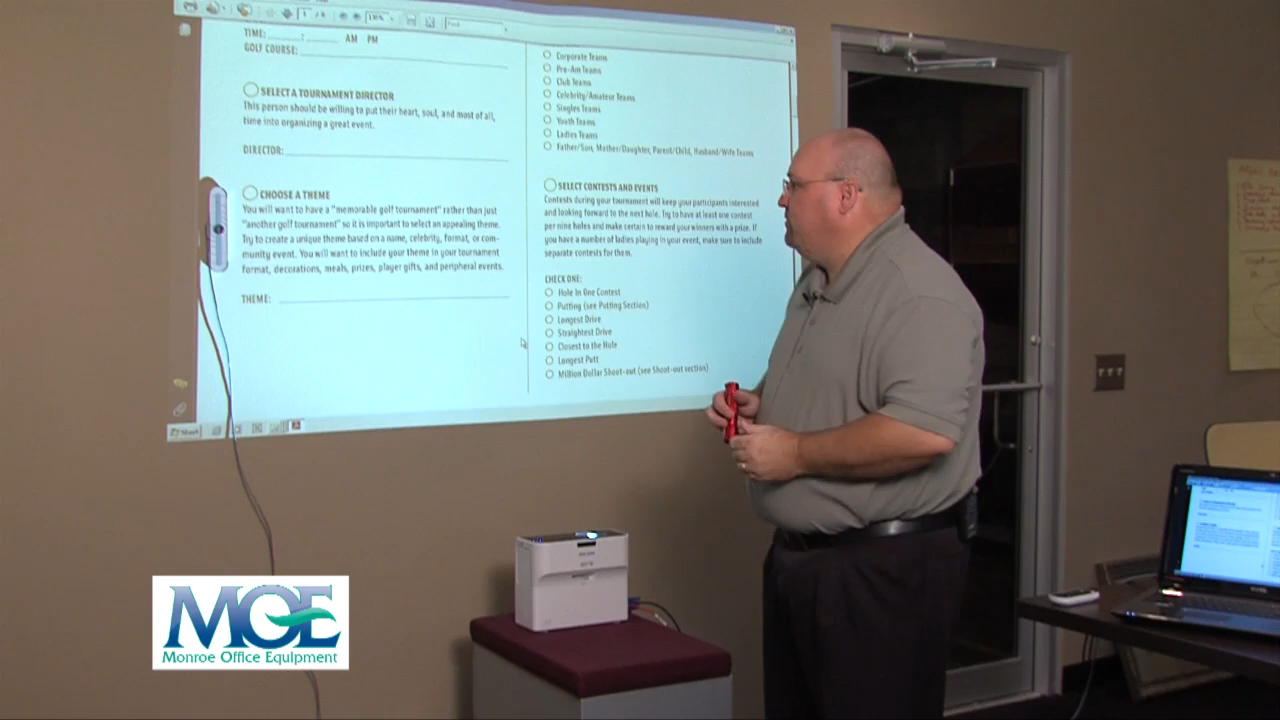 TIME: ______ : ______ AM PM
GOLF COURSE:
SELECT A TOURNAMENT DIRECTOR
This person should be willing to put their heart, soul, and most of all,
time into organizing a great event.
DIRECTOR:
CHOOSE A THEME
You will want to have a "memorable golf tournament" rather than just
"another golf tournament" so it is important to select an appealing theme.
Try to create a unique theme based on a name, celebrity, format, or com-
munity event. You will want to include your theme in your tournament
format, decorations, meals, prizes, player gifts, and peripheral events.
THEME:
Corporate Teams
Pro-Am Teams
Club Teams
Celebrity/Amateur Teams
Singles Teams
Youth Teams
Ladies Teams
Father/Son, Mother/Daughter, Parent/Child, Husband/Wife Teams
SELECT CONTESTS AND EVENTS
Contests during your tournament will keep your participants interested
and looking forward to the next hole. Try to have at least one contest
per nine holes and make certain to reward your winners with a prize. If
you have a number of ladies playing in your event, make sure to include
separate contests for them.
CHECK ONE:
Hole In One Contest
Putting (see Putting Section)
Longest Drive
Straightest Drive
Closest to the Hole
Longest Putt
Million Dollar Shoot-out (see Shoot-out section)
Start
MOE
Monroe Office Equipment